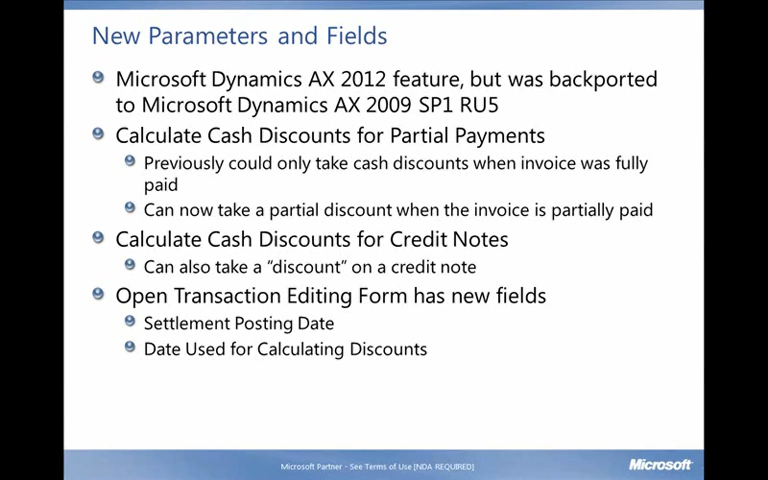 New Parameters and Fields
Microsoft Dynamics AX 2012 feature, but was backported
to Microsoft Dynamics AX 2009 SP1 RU5
Calculate Cash Discounts for Partial Payments
Previously could only take cash discounts when invoice was fully
paid
Can now take a partial discount when the invoice is partially paid
Calculate Cash Discounts for Credit Notes
Can also take a “discount” on a credit note
Open Transaction Editing Form has new fields
Settlement Posting Date
Date Used for Calculating Discounts
Microsoft Partner - See Terms of Use [NDA REQUIRED]
Microsoft